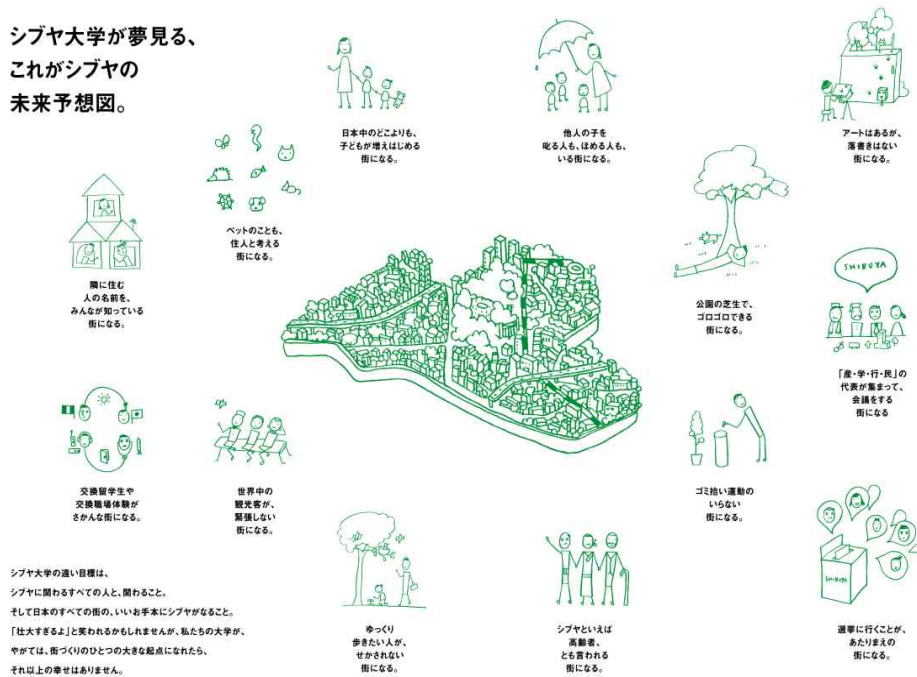 シブヤ大学が夢見る、
これがシブヤの
未来予想図。
日本中のどこよりも、
子どもが増えはじめる
街になる。
他人の子を
叱る人も、ほめる人も、
いる街になる。
アートはあるが、
落書きはない
街になる。
ペットのことも、
住人と考える
街になる。
隣に住む
人の名前を、
みんなが知っている
街になる。
公園の芝生で、
ゴロゴロできる
街になる。
SHIBUYA
「産・学・行・民」の
代表が集まって、
会議をする
街になる
交換留学生や
交換職場体験が
さかんな街になる。
世界中の
観光客が、
緊張しない
街になる。
ゴミ拾い運動の
いらない
街になる。
ゆっくり
歩きたい人が、
せかされない
街になる。
シブヤといえば
高齢者、
とも言われる
街になる。
SHIBUYA
選挙に行くことが、
あたりまえの
街になる。
シブヤ大学の遠い目標は、
シブヤに関わるすべての人と、関わること。
そして日本のすべての街の、いいお手本にシブヤがなること。
「壮大すぎるよ」と笑われるかもしれませんが、私たちの大学が、
やがては、街づくりのひとつの大きな起点になれたら、
それ以上の幸せはありません。